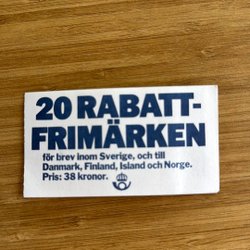 20 RABATT-
FRIMÄRKEN
för brev inom Sverige, och till
Danmark, Finland, Island och Norge.
Pris: 38 kronor.